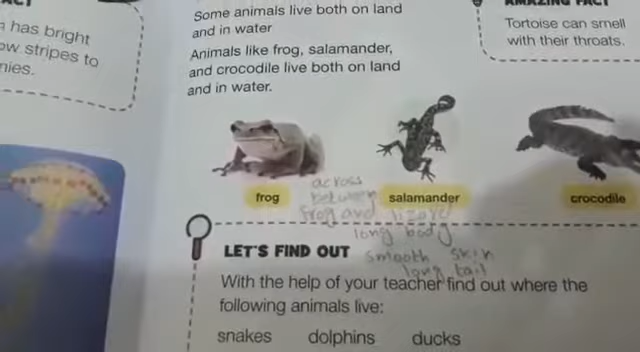 has bright
ow stripes to
nies.
Some animals live both on land
and in water
Animals like frog, salamander,
and crocodile live both on land
and in water.
AMAZING FACT
Tortoise can smell
with their throats.
frog
salamander
crocodile
across
between
frog and lizard
long body
smooth skin
long tail
LET'S FIND OUT
With the help of your teacher find out where the
following animals live:
snakes dolphins ducks